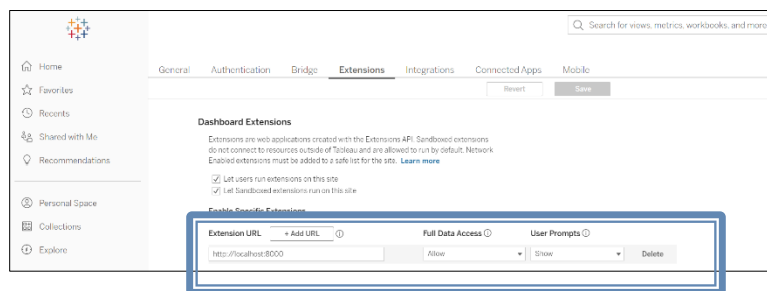 Search for views, metrics, workbooks, and more
Home
General Authentication Bridge Extensions Integrations Connected Apps Mobile
Favorites
Revert Save
Recents
Dashboard Extensions
Shared with Me
Extensions are web applications created with the Extensions API. Sandboxed extensions
do not connect to resources outside of Tableau and are allowed to run by default. Network
Recommendations
Enabled extensions must be added to a safe list for the site. Learn more
Let users run extensions on this site
Let Sandboxed extensions run on this site
Personal Space
Enable Specific Extensions
Collections
Extension URL + Add URL Full Data Access User Prompts
Explore
http://localhost:8000 Allow Show Delete